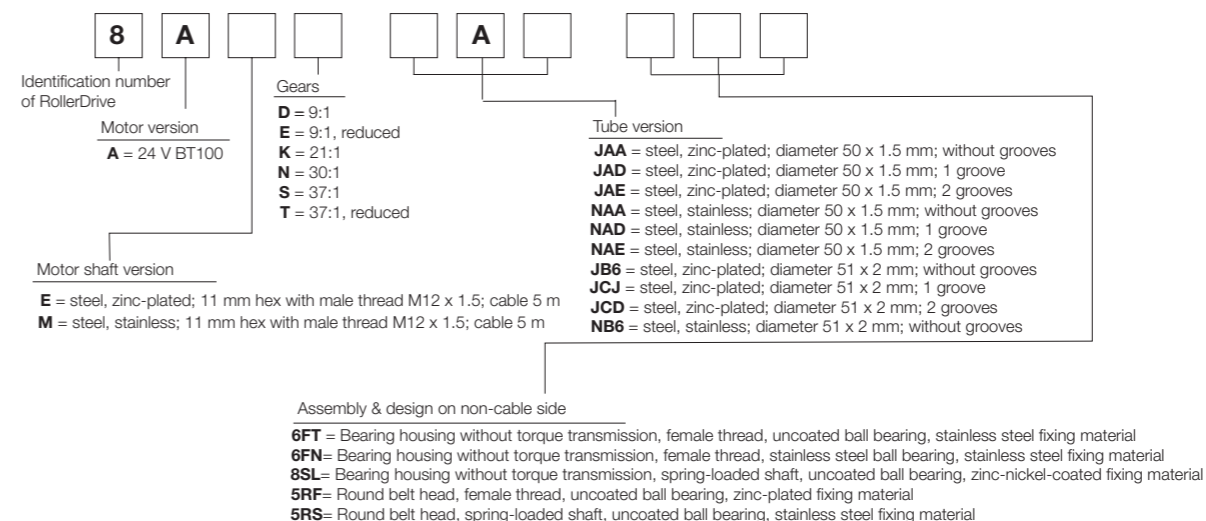 8 A A
Identification number
of RollerDrive
Motor version
A = 24 V BT100
Gears
D = 9:1
E = 9:1, reduced
K = 21:1
N = 30:1
S = 37:1
T = 37:1, reduced
Tube version
JAA = steel, zinc-plated; diameter 50 x 1.5 mm; without grooves
JAD = steel, zinc-plated; diameter 50 x 1.5 mm; 1 groove
JAE = steel, zinc-plated; diameter 50 x 1.5 mm; 2 grooves
NAA = steel, stainless; diameter 50 x 1.5 mm; without grooves
NAD = steel, stainless; diameter 50 x 1.5 mm; 1 groove
NAE = steel, stainless; diameter 50 x 1.5 mm; 2 grooves
JB6 = steel, zinc-plated; diameter 51 x 2 mm; without grooves
JCJ = steel, zinc-plated; diameter 51 x 2 mm; 1 groove
JCD = steel, zinc-plated; diameter 51 x 2 mm; 2 grooves
NB6 = steel, stainless; diameter 51 x 2 mm; without grooves
Motor shaft version
E = steel, zinc-plated; 11 mm hex with male thread M12 x 1.5; cable 5 m
M = steel, stainless; 11 mm hex with male thread M12 x 1.5; cable 5 m
Assembly & design on non-cable side
6FT = Bearing housing without torque transmission, female thread, uncoated ball bearing, stainless steel fixing material
6FN= Bearing housing without torque transmission, female thread, stainless steel ball bearing, stainless steel fixing material
8SL= Bearing housing without torque transmission, spring-loaded shaft, uncoated ball bearing, zinc-nickel-coated fixing material
5RF= Round belt head, female thread, uncoated ball bearing, zinc-plated fixing material
5RS= Round belt head, spring-loaded shaft, uncoated ball bearing, stainless steel fixing material